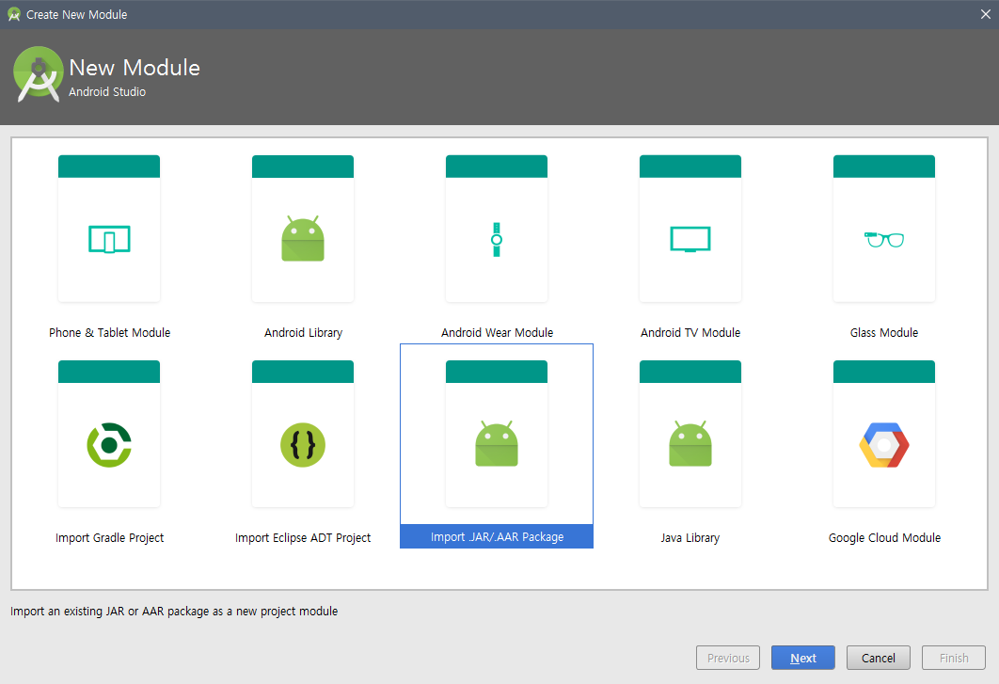 Create New Module
New Module
Android Studio
Phone & Tablet Module
Android Library
Android Wear Module
Android TV Module
Glass Module
Import Gradle Project
Import Eclipse ADT Project
Import .JAR/.AAR Package
Java Library
Google Cloud Module
Import an existing JAR or AAR package as a new project module
Previous
Next
Cancel
Finish